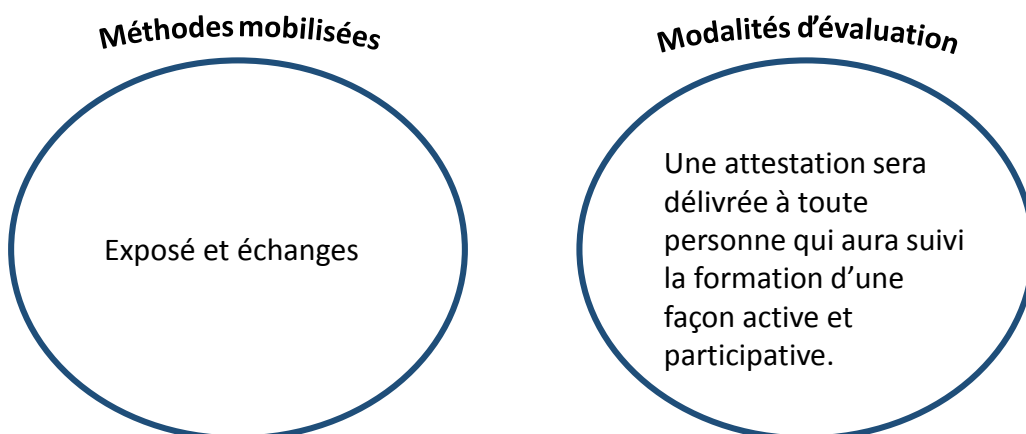 Méthodes mobilisées
Exposé et échanges
Modalités d'évaluation
Une attestation sera
délivrée à toute
personne qui aura suivi
la formation d'une
façon active et
participative.